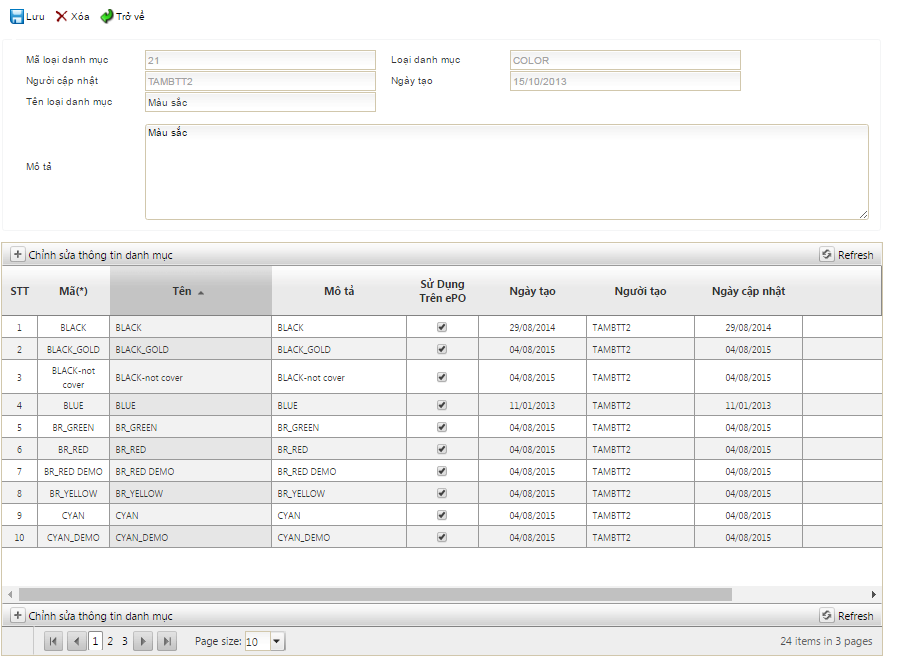 Lưu Xóa Trở về
Mã loại danh mục 21 Loại danh mục COLOR
Người cập nhật TAMBTT2 Ngày tạo 15/10/2013
Tên loại danh mục Màu sắc
Mô tả Màu sắc
Chỉnh sửa thông tin danh mục Refresh
STT Mã(*) Tên Mô tả Sử Dụng Trên ePO Ngày tạo Người tạo Ngày cập nhật
1 BLACK BLACK BLACK 29/08/2014 TAMBTT2 29/08/2014
2 BLACK_GOLD BLACK_GOLD BLACK_GOLD 04/08/2015 TAMBTT2 04/08/2015
3 BLACK-not cover BLACK-not cover BLACK-not cover 04/08/2015 TAMBTT2 04/08/2015
4 BLUE BLUE BLUE 11/01/2013 TAMBTT2 11/01/2013
5 BR_GREEN BR_GREEN BR_GREEN 04/08/2015 TAMBTT2 04/08/2015
6 BR_RED BR_RED BR_RED 04/08/2015 TAMBTT2 04/08/2015
7 BR_RED DEMO BR_RED DEMO BR_RED DEMO 04/08/2015 TAMBTT2 04/08/2015
8 BR_YELLOW BR_YELLOW BR_YELLOW 04/08/2015 TAMBTT2 04/08/2015
9 CYAN CYAN CYAN 04/08/2015 TAMBTT2 04/08/2015
10 CYAN_DEMO CYAN_DEMO CYAN_DEMO 04/08/2015 TAMBTT2 04/08/2015
Chỉnh sửa thông tin danh mục Refresh
1 2 3 Page size: 10 24 items in 3 pages